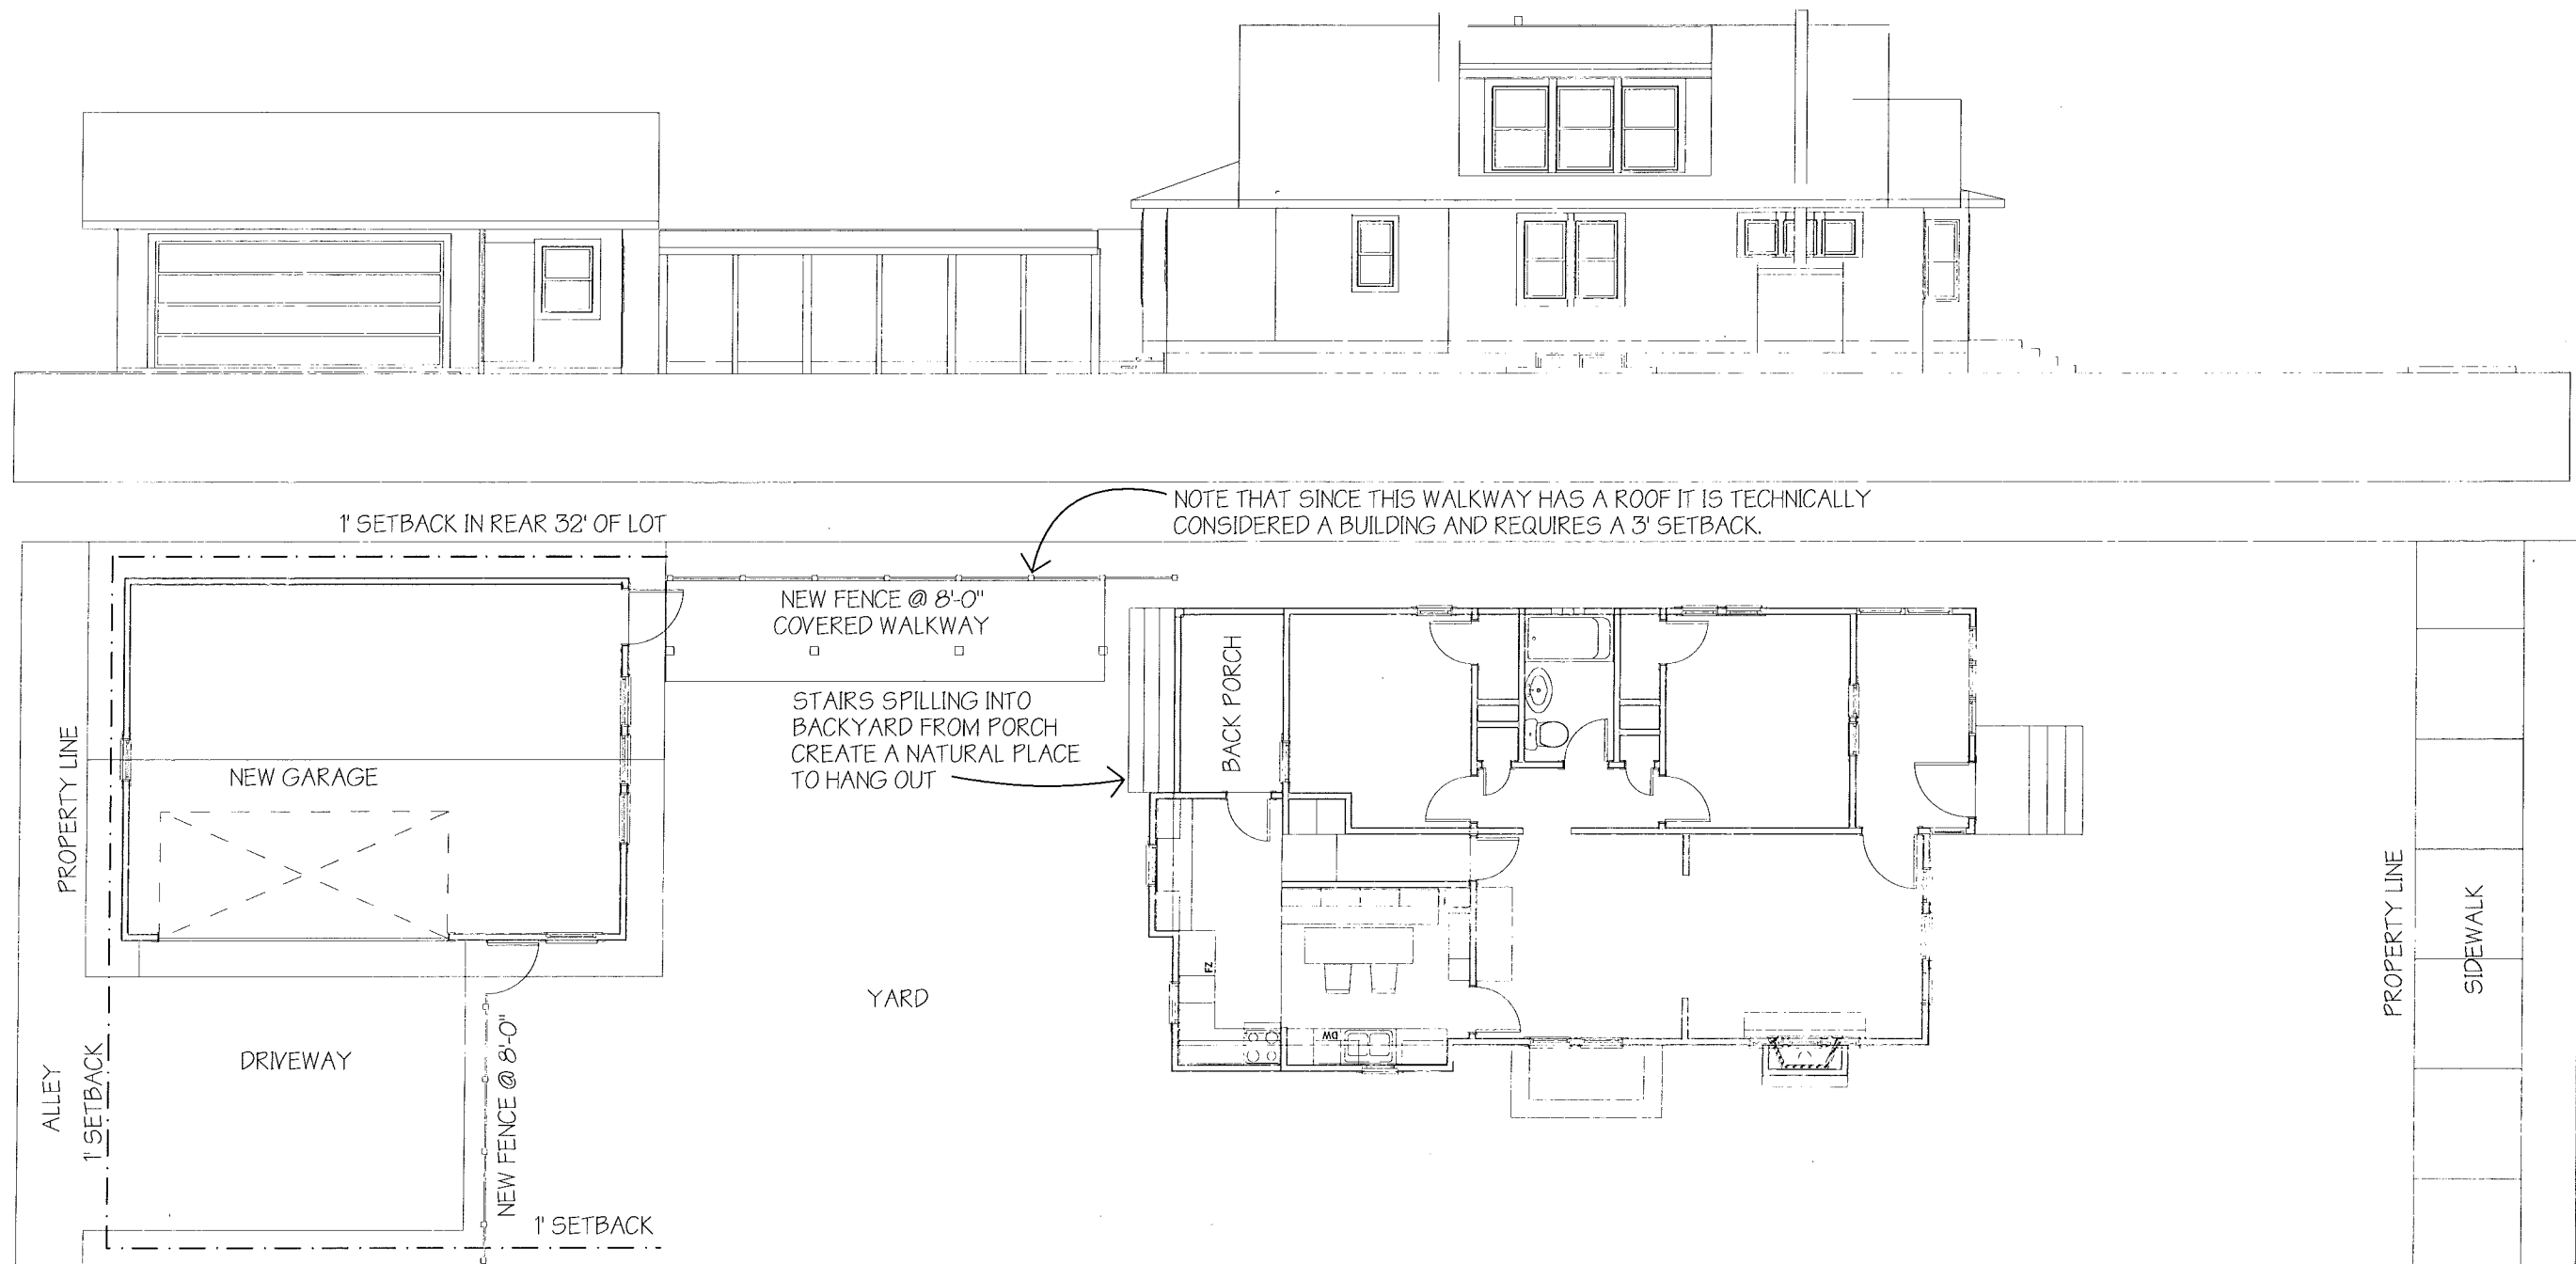 NOTE THAT SINCE THIS WALKWAY HAS A ROOF IT IS TECHNICALLY
CONSIDERED A BUILDING AND REQUIRES A 3' SETBACK.
1' SETBACK IN REAR 32' OF LOT
NEW FENCE @ 8'-0"
COVERED WALKWAY
STAIRS SPILLING INTO
BACKYARD FROM PORCH
CREATE A NATURAL PLACE
TO HANG OUT
BACK PORCH
PROPERTY LINE
NEW GARAGE
PROPERTY LINE
SIDEWALK
FZ
YARD
DW
DRIVEWAY
ALLEY
1' SETBACK
NEW FENCE @ 8'-0"
1' SETBACK